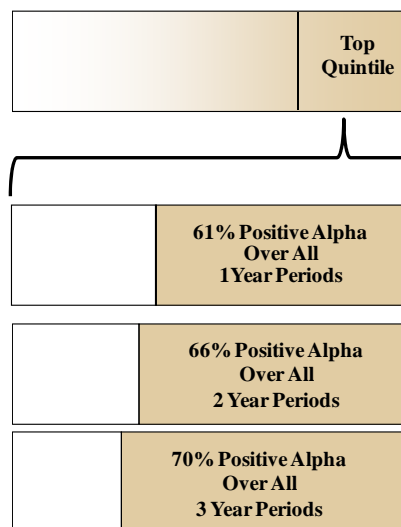 Top
Quintile
61% Positive Alpha
Over All
1Year Periods
66% Positive Alpha
Over All
2 Year Periods
70% Positive Alpha
Over All
3 Year Periods